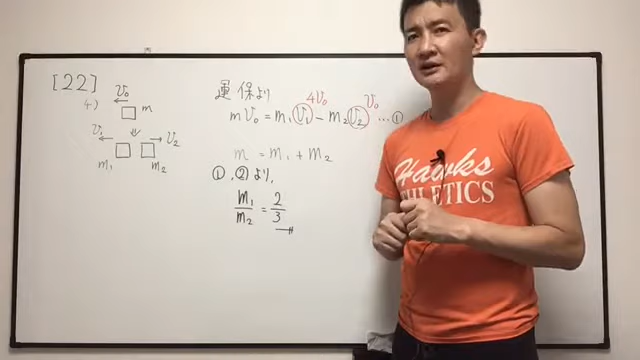 [22]
4)
v₀
m
v₁
v₂
m₁
m₂
運保より
4v₀
v₀
mv₀ = m₁v₁ - m₂v₂ … ①
m = m₁ + m₂
①, ②より,
m₁/m₂ = 2/3
Hawks
ATHLETICS